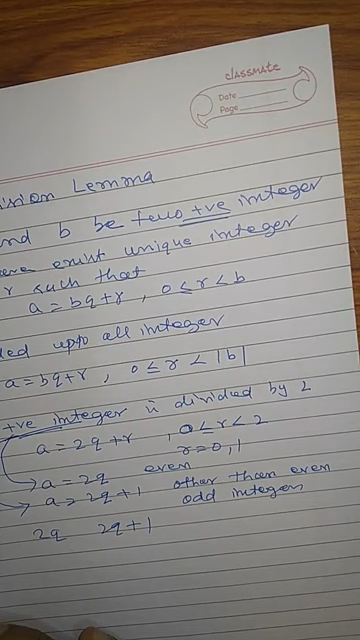 classmate
Date
Page
ision Lemma
and b be two +ve integer
ere exist unique integer
r such that
a = bq + r , 0 ≤ r < b
ded upto all integer
a = bq + r , 0 ≤ r < |b|
+ve integer is divided by 2
a = 2q + r , 0 ≤ r < 2
r = 0, 1
a = 2q even
a = 2q + 1 other than even
odd integers
2q 2q + 1